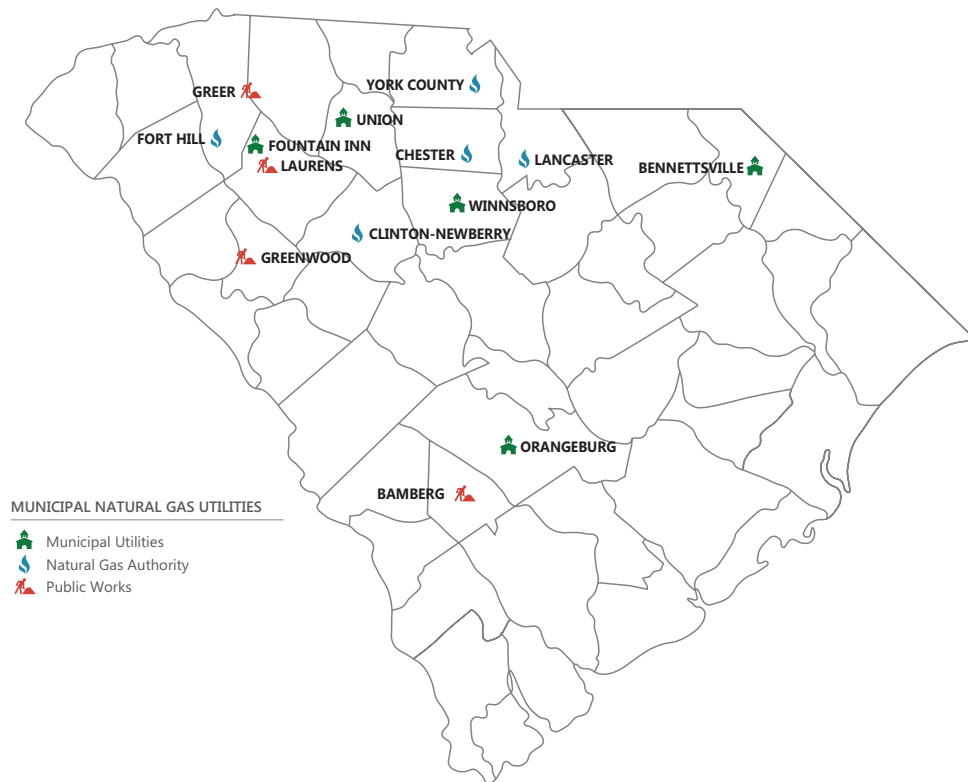 YORK COUNTY
GREER
UNION
FORT HILL
FOUNTAIN INN
LAURENS
CHESTER
LANCASTER
BENNETTSVILLE
WINNSBORO
CLINTON-NEWBERRY
GREENWOOD
ORANGEBURG
BAMBERG
MUNICIPAL NATURAL GAS UTILITIES
Municipal Utilities
Natural Gas Authority
Public Works